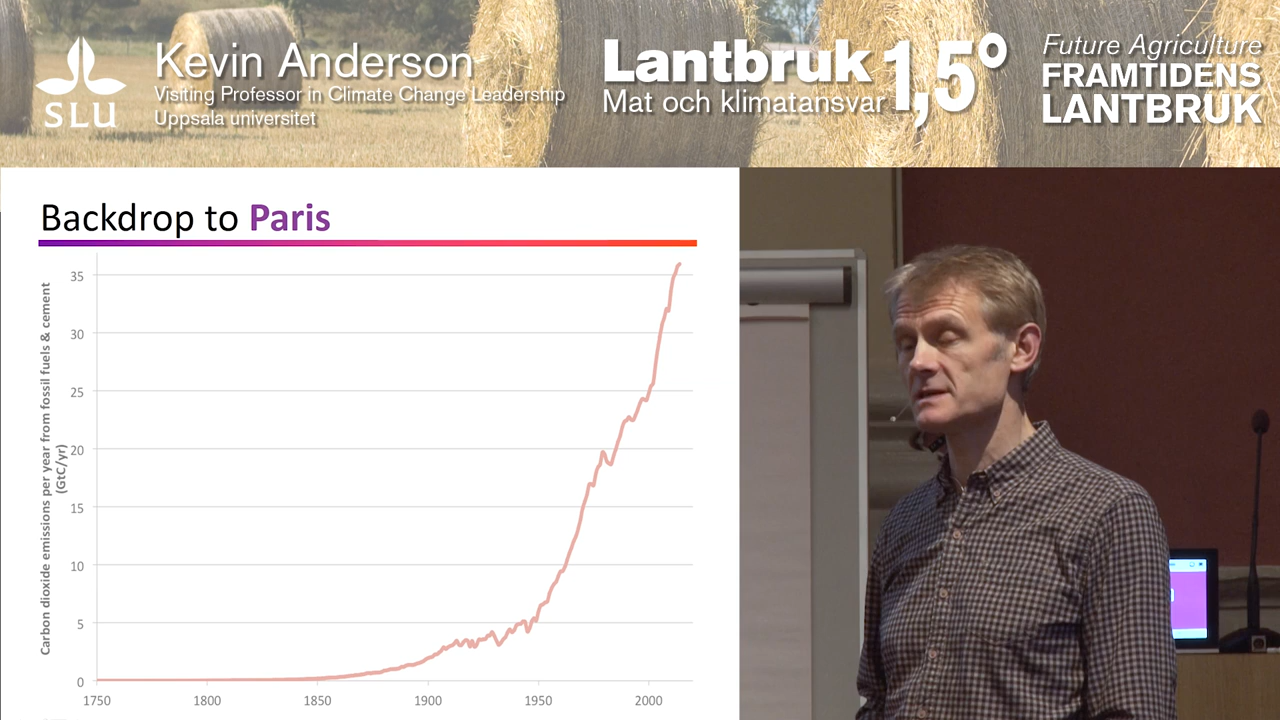 SLU
Kevin Anderson
Visiting Professor in Climate Change Leadership
Uppsala universitet
Lantbruk 1,5°
Mat och klimatansvar
Future Agriculture
FRAMTIDENS
LANTBRUK
Backdrop to Paris
Carbon dioxide emissions per year from fossil fuels & cement
(GtC/yr)
35
30
25
20
15
10
5
0
1750
1800
1850
1900
1950
2000